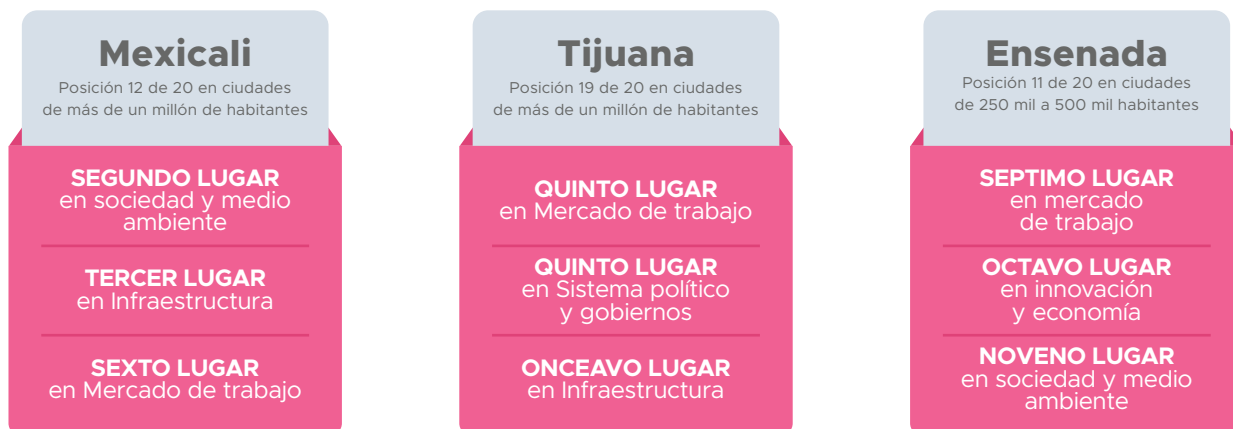 Mexicali
Posición 12 de 20 en ciudades
de más de un millón de habitantes
SEGUNDO LUGAR
en sociedad y medio
ambiente
TERCER LUGAR
en Infraestructura
SEXTO LUGAR
en Mercado de trabajo
Tijuana
Posición 19 de 20 en ciudades
de más de un millón de habitantes
QUINTO LUGAR
en Mercado de trabajo
QUINTO LUGAR
en Sistema político
y gobiernos
ONCEAVO LUGAR
en Infraestructura
Ensenada
Posición 11 de 20 en ciudades
de 250 mil a 500 mil habitantes
SEPTIMO LUGAR
en mercado
de trabajo
OCTAVO LUGAR
en innovación
y economía
NOVENO LUGAR
en sociedad y medio
ambiente